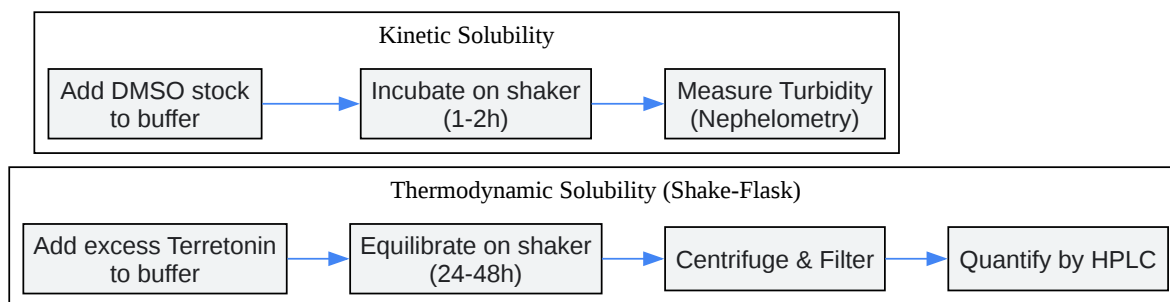 Kinetic Solubility
Add DMSO stock
to buffer
Incubate on shaker
(1-2h)
Measure Turbidity
(Nephelometry)
Thermodynamic Solubility (Shake-Flask)
Add excess Terretonin
to buffer
Equilibrate on shaker
(24-48h)
Centrifuge & Filter
Quantify by HPLC